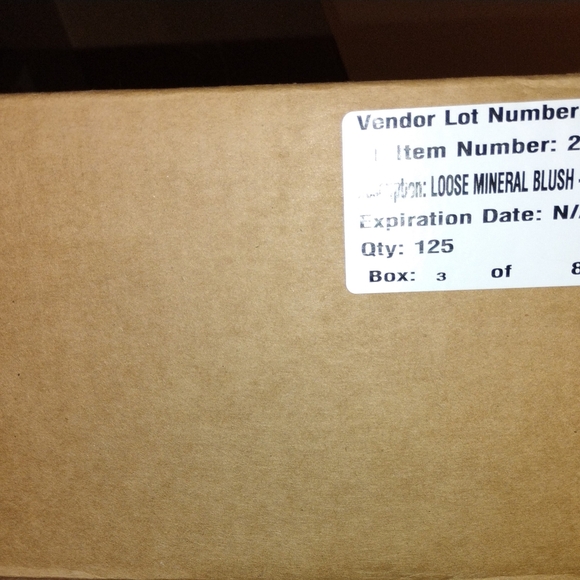 Vendor Lot Number
Item Number: 2
LOOSE MINERAL BLUSH -
Expiration Date: N/
Qty: 125
Box: 3 of 8